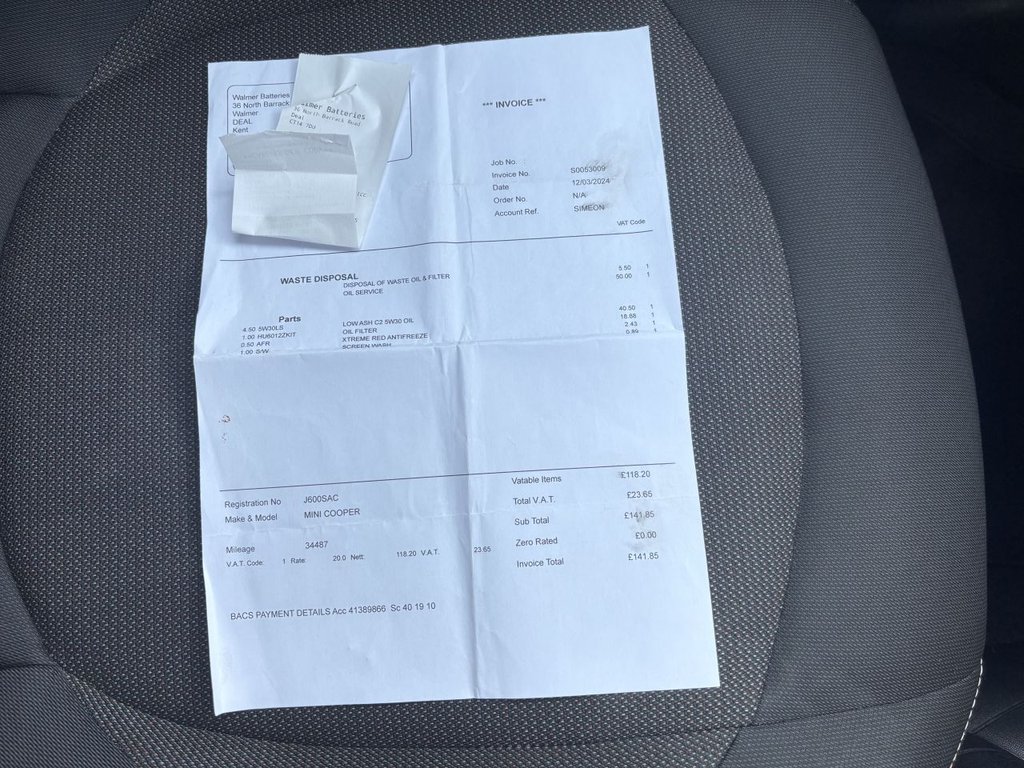 Walmer Batteries
36 North Barrack
Walmer
DEAL
Kent
Walmer Batteries
36 North Barrack Road
Deal
CT14
*** INVOICE ***
Job No. :
Invoice No. S0053009
Date 12/03/2024
Order No. N/A
Account Ref. SIMEON
VAT Code
WASTE DISPOSAL
DISPOSAL OF WASTE OIL & FILTER 5.50 1
OIL SERVICE 50.00 1
Parts
4.50 5W30LS LOW ASH C2 5W30 OIL 40.50 1
1.00 HU6012ZKIT OIL FILTER 18.88 1
0.50 AFR XTREME RED ANTIFREEZE 2.43 1
1.00 S/W SCREEN WASH 0.89 1
Registration No J600SAC
Make & Model MINI COOPER
Mileage 34487
V.A.T. Code: 1 Rate: 20.0 Nett: 118.20 V.A.T. 23.65
Vatable Items £118.20
Total V.A.T. £23.65
Sub Total £141.85
Zero Rated £0.00
Invoice Total £141.85
BACS PAYMENT DETAILS Acc 41389866 Sc 40 19 10